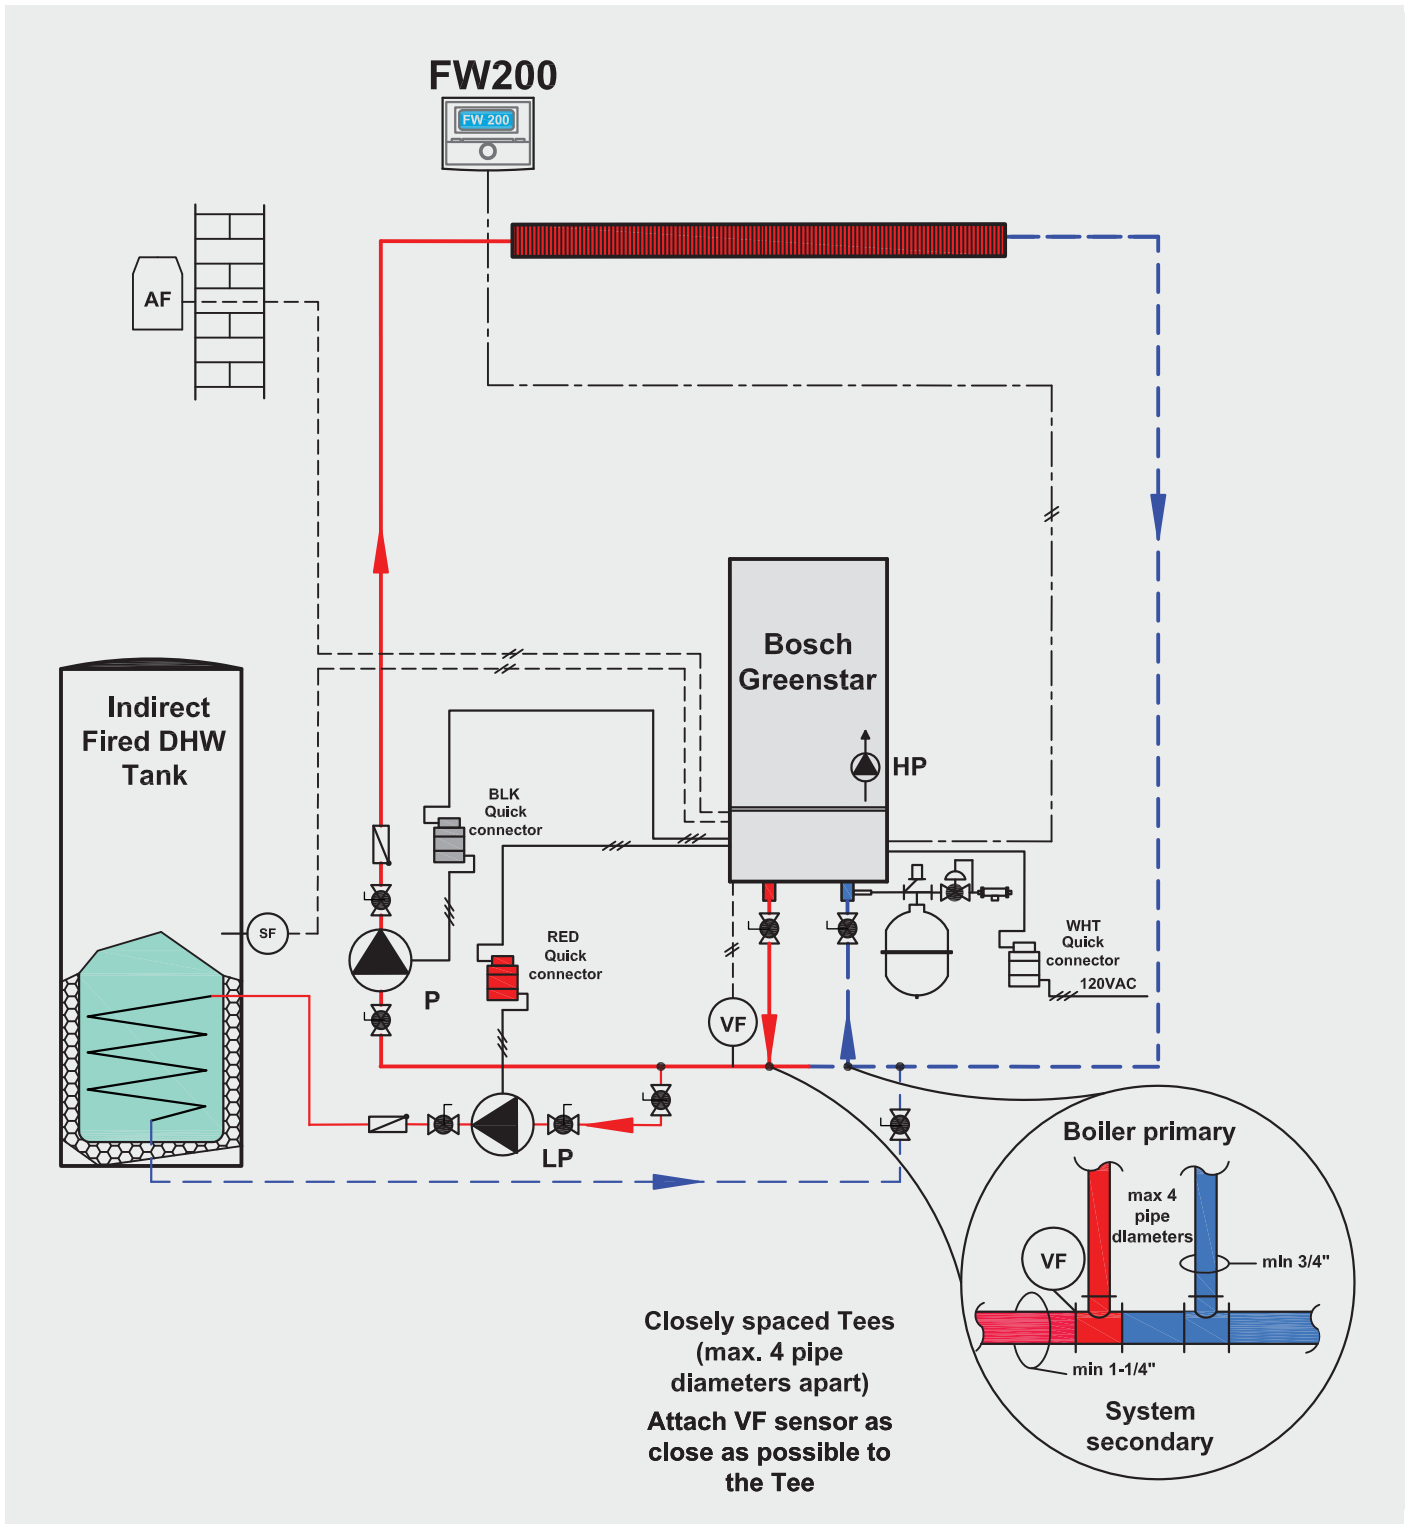 FW200
FW 200
AF
Bosch
Greenstar
HP
Indirect
Fired DHW
Tank
BLK
Quick
connector
SF
RED
Quick
connector
P
VF
WHT
Quick
connector
120VAC
LP
Boiler primary
max 4
pipe
dIameters
VF
mIn 3/4"
min 1-1/4"
System
secondary
Closely spaced Tees
(max. 4 pipe
diameters apart)
Attach VF sensor as
close as possible to
the Tee